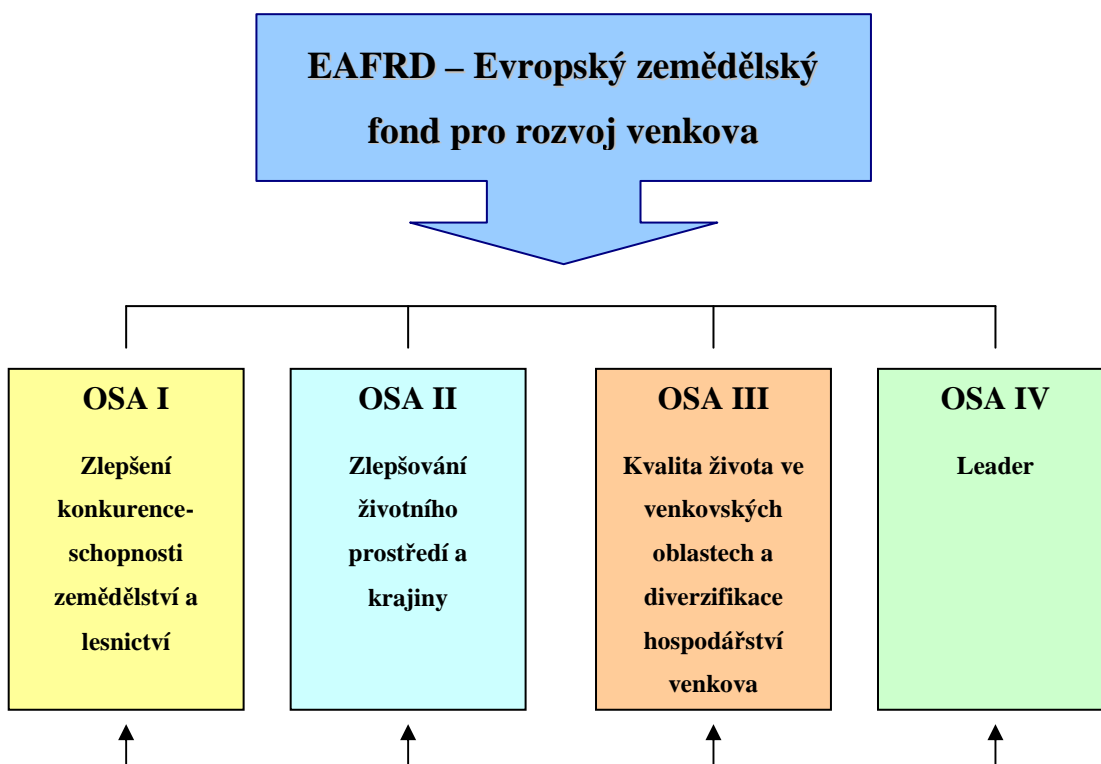 EAFRD – Evropský zemědělský
fond pro rozvoj venkova
OSA I
Zlepšení
konkurence-
schopnosti
zemědělství a
lesnictví
OSA II
Zlepšování
životního
prostředí a
krajiny
OSA III
Kvalita života ve
venkovských
oblastech a
diverzifikace
hospodářství
venkova
OSA IV
Leader